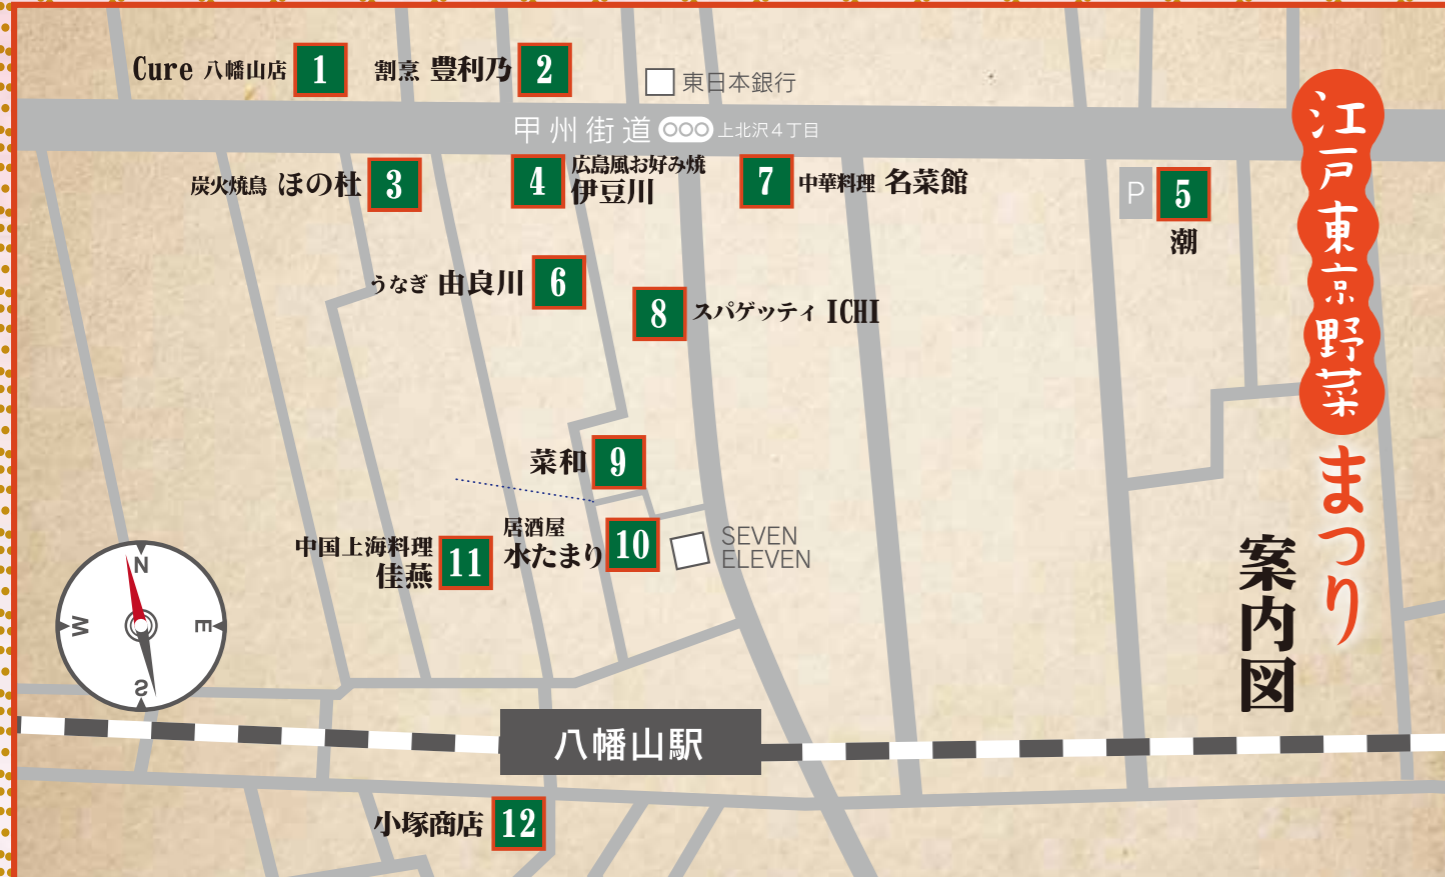 Cure 八幡山店 1
割烹 豊利乃 2
東日本銀行
甲州街道 上北沢4丁目
炭火焼鳥 ほの杜 3
4 広島風お好み焼
伊豆川
7 中華料理 名菜館
P 5
潮
うなぎ 由良川 6
8 スパゲッティ ICHI
菜和 9
居酒屋
水たまり 10
SEVEN
ELEVEN
中国上海料理
佳燕 11
N
W
E
S
八幡山駅
小塚商店 12
江戸東京野菜まつり
案内図